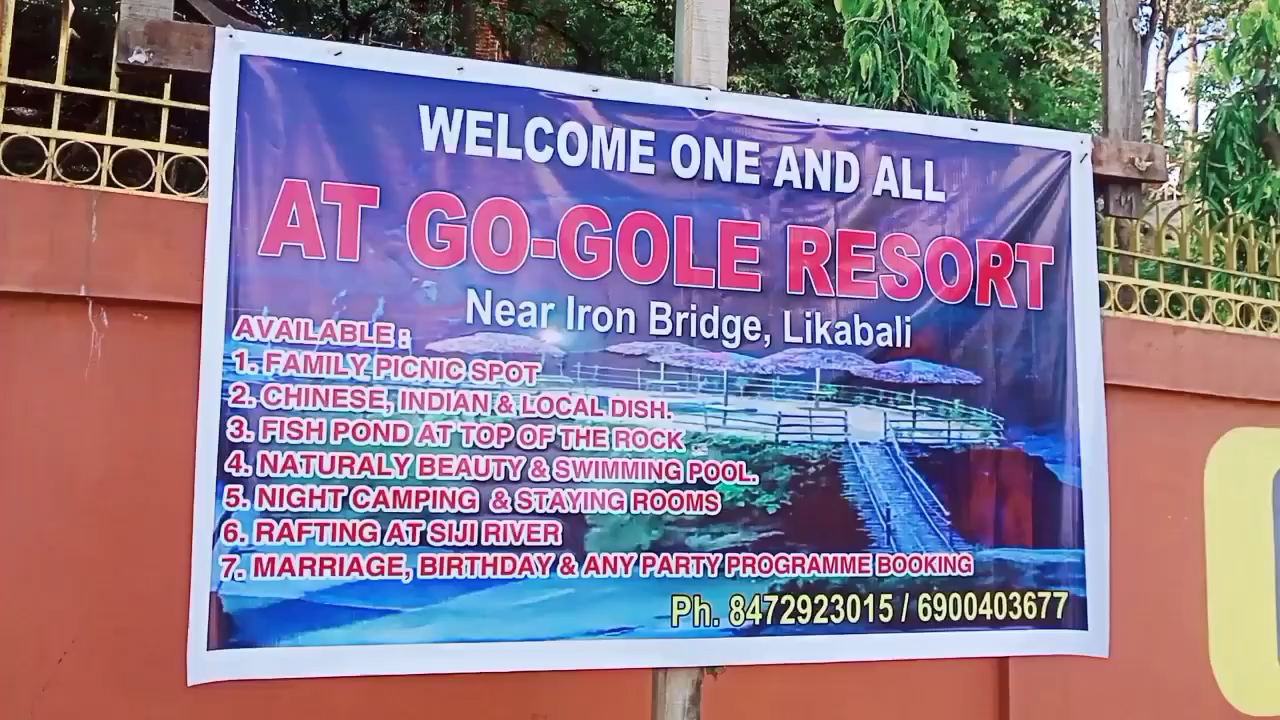 WELCOME ONE AND ALL
AT GO-GOLE RESORT
Near Iron Bridge, Likabali
AVAILABLE :
1. FAMILY PICNIC SPOT
2. CHINESE, INDIAN & LOCAL DISH.
3. FISH POND AT TOP OF THE ROCK
4. NATURALY BEAUTY & SWIMMING POOL.
5. NIGHT CAMPING & STAYING ROOMS
6. RAFTING AT SIJI RIVER
7. MARRIAGE, BIRTHDAY & ANY PARTY PROGRAMME BOOKING
Ph. 8472923015 / 6900403677